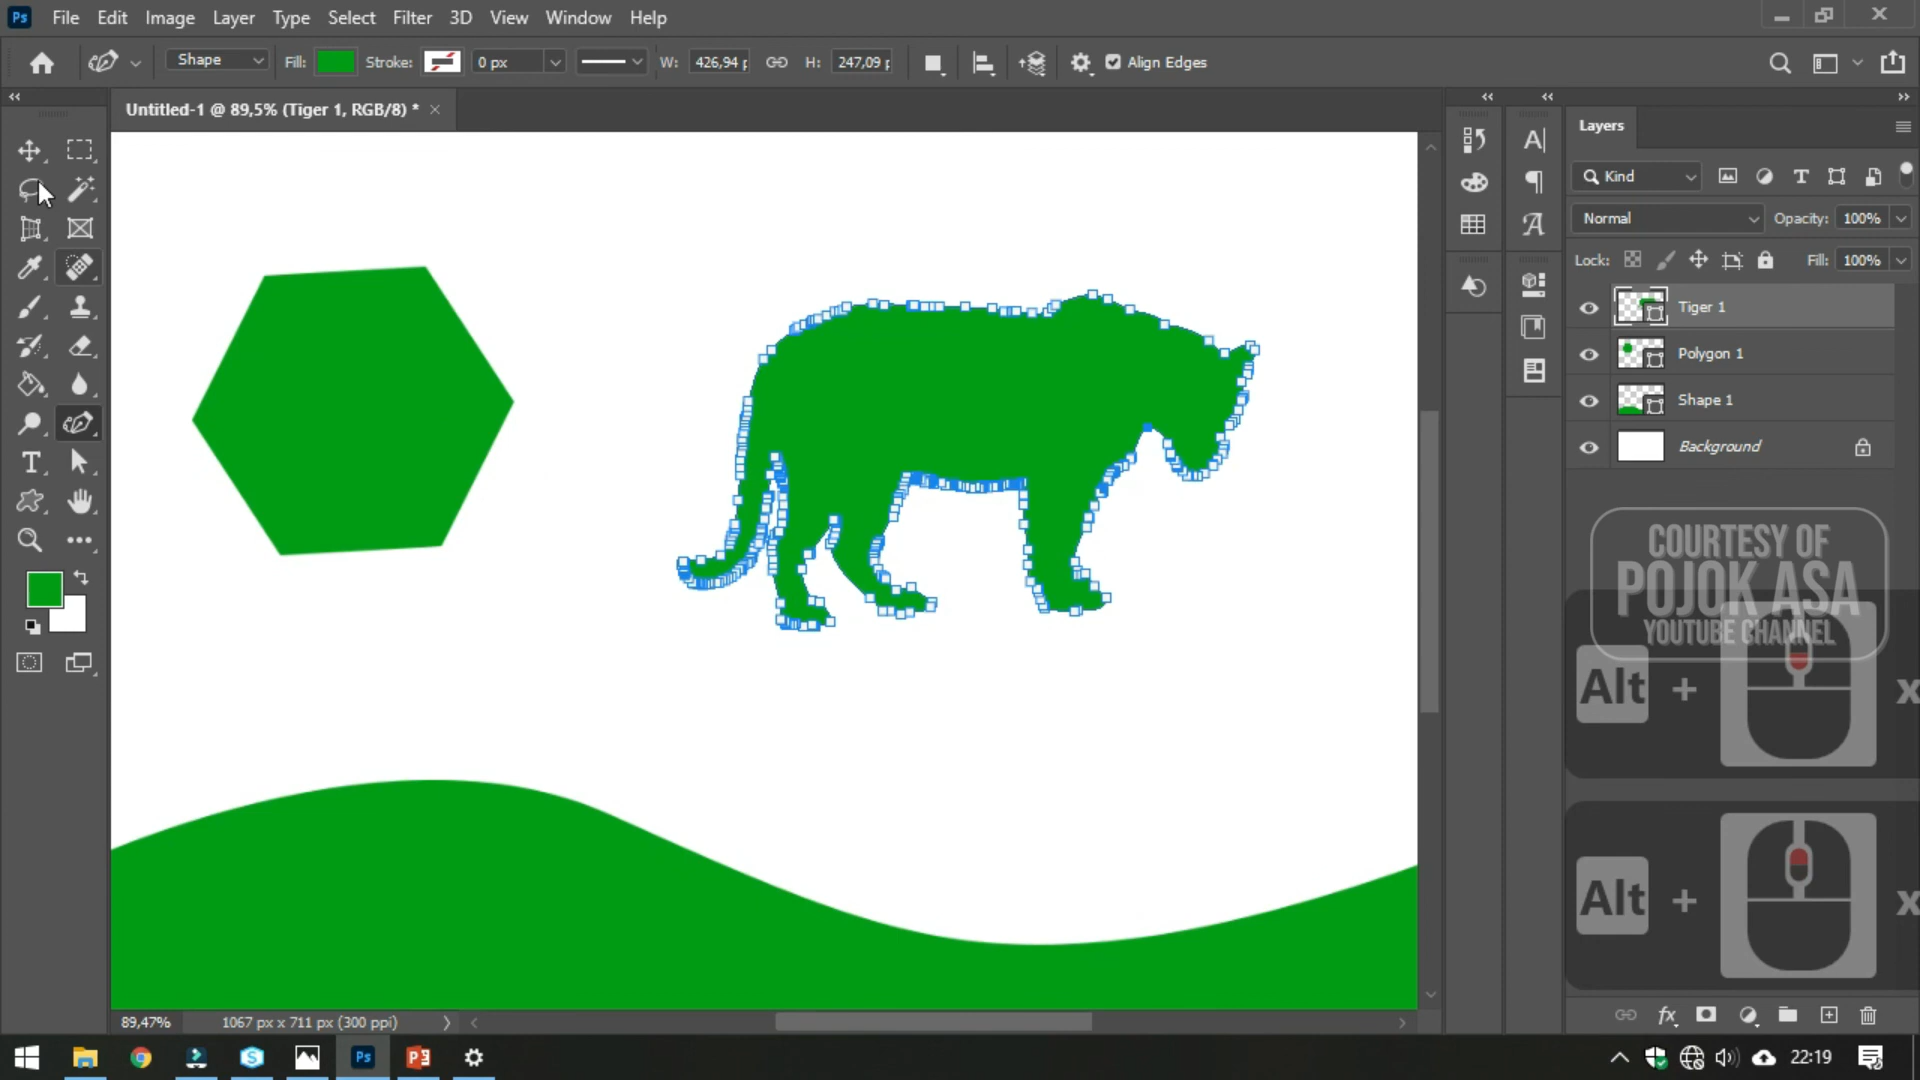 Ps File Edit Image Layer Type Select Filter 3D View Window Help
Shape Fill: Stroke: 0 px W: 426,94 H: 247,09 Align Edges
Untitled-1 @ 89,5% (Tiger 1, RGB/8) *
Layers
Kind
Normal Opacity: 100%
Lock: Fill: 100%
Tiger 1
Polygon 1
Shape 1
Background
COURTESY OF
POJOK ASA
YOUTUBE CHANNEL
Alt + x
Alt + x
89,47% 1067 px x 711 px (300 ppi)
Ps 22:19